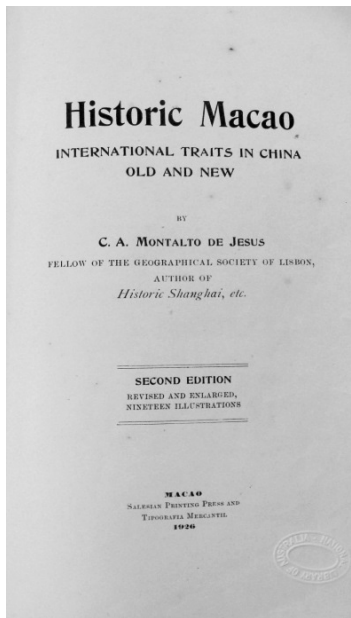 Historic Macao
INTERNATIONAL TRAITS IN CHINA
OLD AND NEW
BY
C. A. MONTALTO DE JESUS
FELLOW OF THE GEOGRAPHICAL SOCIETY OF LISBON,
AUTHOR OF
Historic Shanghai, etc.
SECOND EDITION
REVISED AND ENLARGED,
NINETEEN ILLUSTRATIONS
MACAO
SALESIAN PRINTING PRESS AND
TIPOGRAFIA MERCANTIL
1926